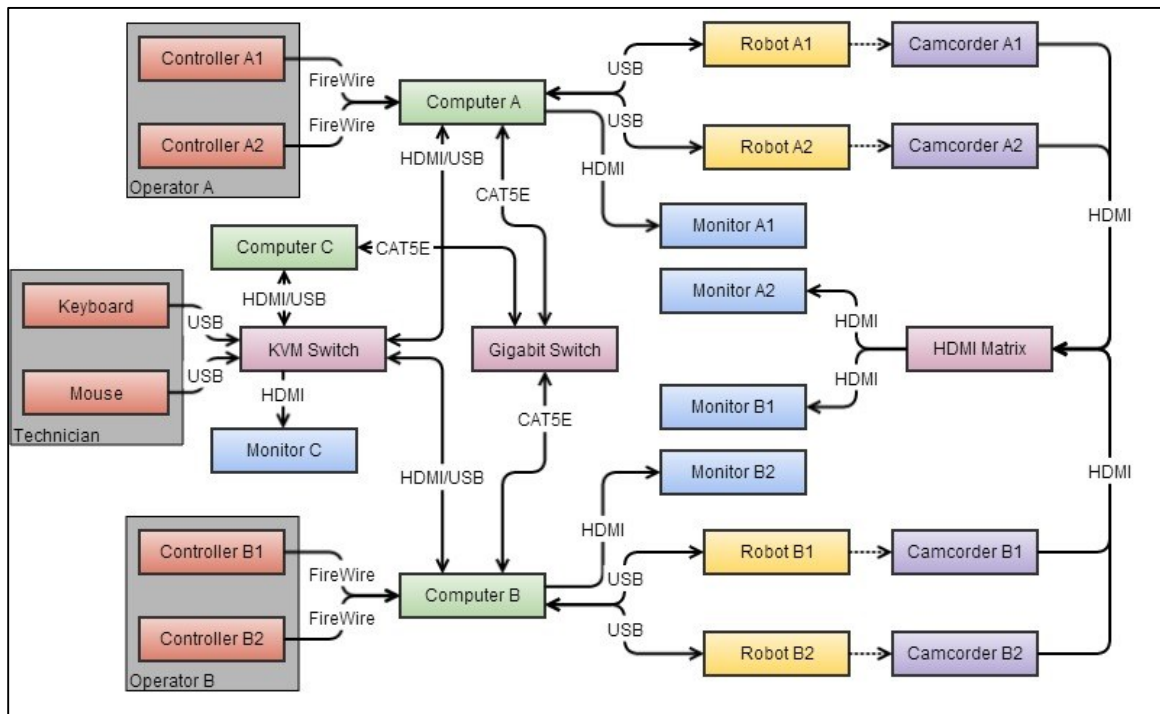 Controller A1
Controller A2
Operator A
FireWire
FireWire
Computer A
USB
USB
Robot A1
Camcorder A1
Robot A2
Camcorder A2
HDMI/USB
CAT5E
HDMI
HDMI
Monitor A1
Computer C
CAT5E
Monitor A2
HDMI/USB
Keyboard
USB
Mouse
USB
Technician
KVM Switch
Gigabit Switch
HDMI
HDMI
HDMI Matrix
HDMI
Monitor C
CAT5E
Monitor B1
Monitor B2
HDMI/USB
HDMI
HDMI
Controller B1
Controller B2
Operator B
FireWire
FireWire
Computer B
USB
USB
Robot B1
Camcorder B1
Robot B2
Camcorder B2